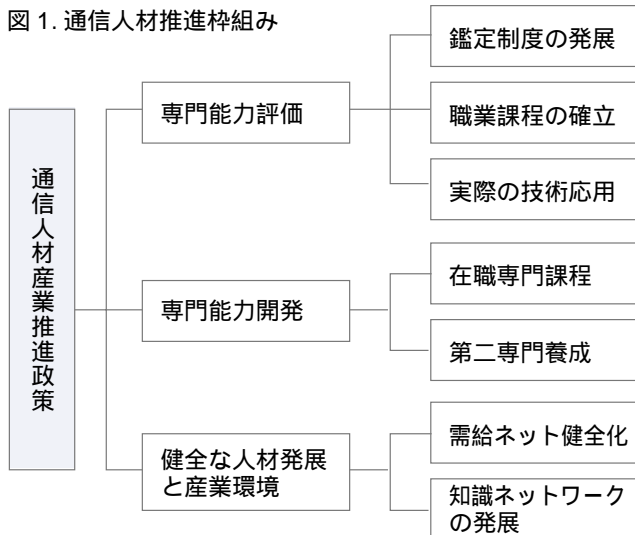 図 1. 通信人材推進枠組み
通信人材産業推進政策
専門能力評価
鑑定制度の発展
職業課程の確立
実際の技術応用
専門能力開発
在職専門課程
第二専門養成
健全な人材発展
と産業環境
需給ネット健全化
知識ネットワーク
の発展